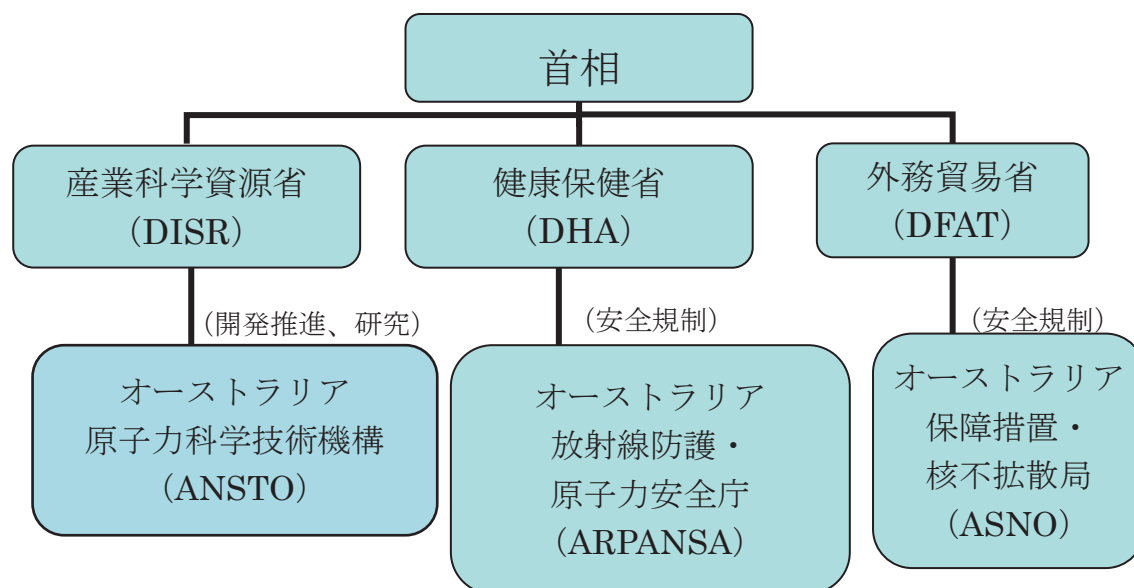 首相
産業科学資源省
（DISR）
健康保健省
（DHA）
外務貿易省
（DFAT）
（開発推進、研究）
（安全規制）
（安全規制）
オーストラリア
原子力科学技術機構
（ANSTO）
オーストラリア
放射線防護・
原子力安全庁
（ARPANSA）
オーストラリア
保障措置・
核不拡散局
（ASNO）